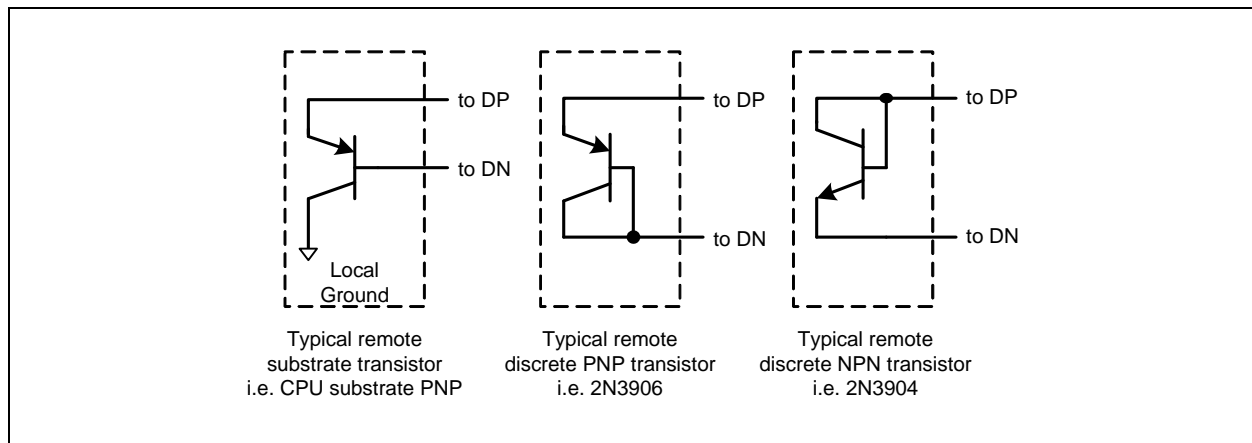 to DP
to DN
Local
Ground
Typical remote
substrate transistor
i.e. CPU substrate PNP
to DP
to DN
Typical remote
discrete PNP transistor
i.e. 2N3906
to DP
to DN
Typical remote
discrete NPN transistor
i.e. 2N3904